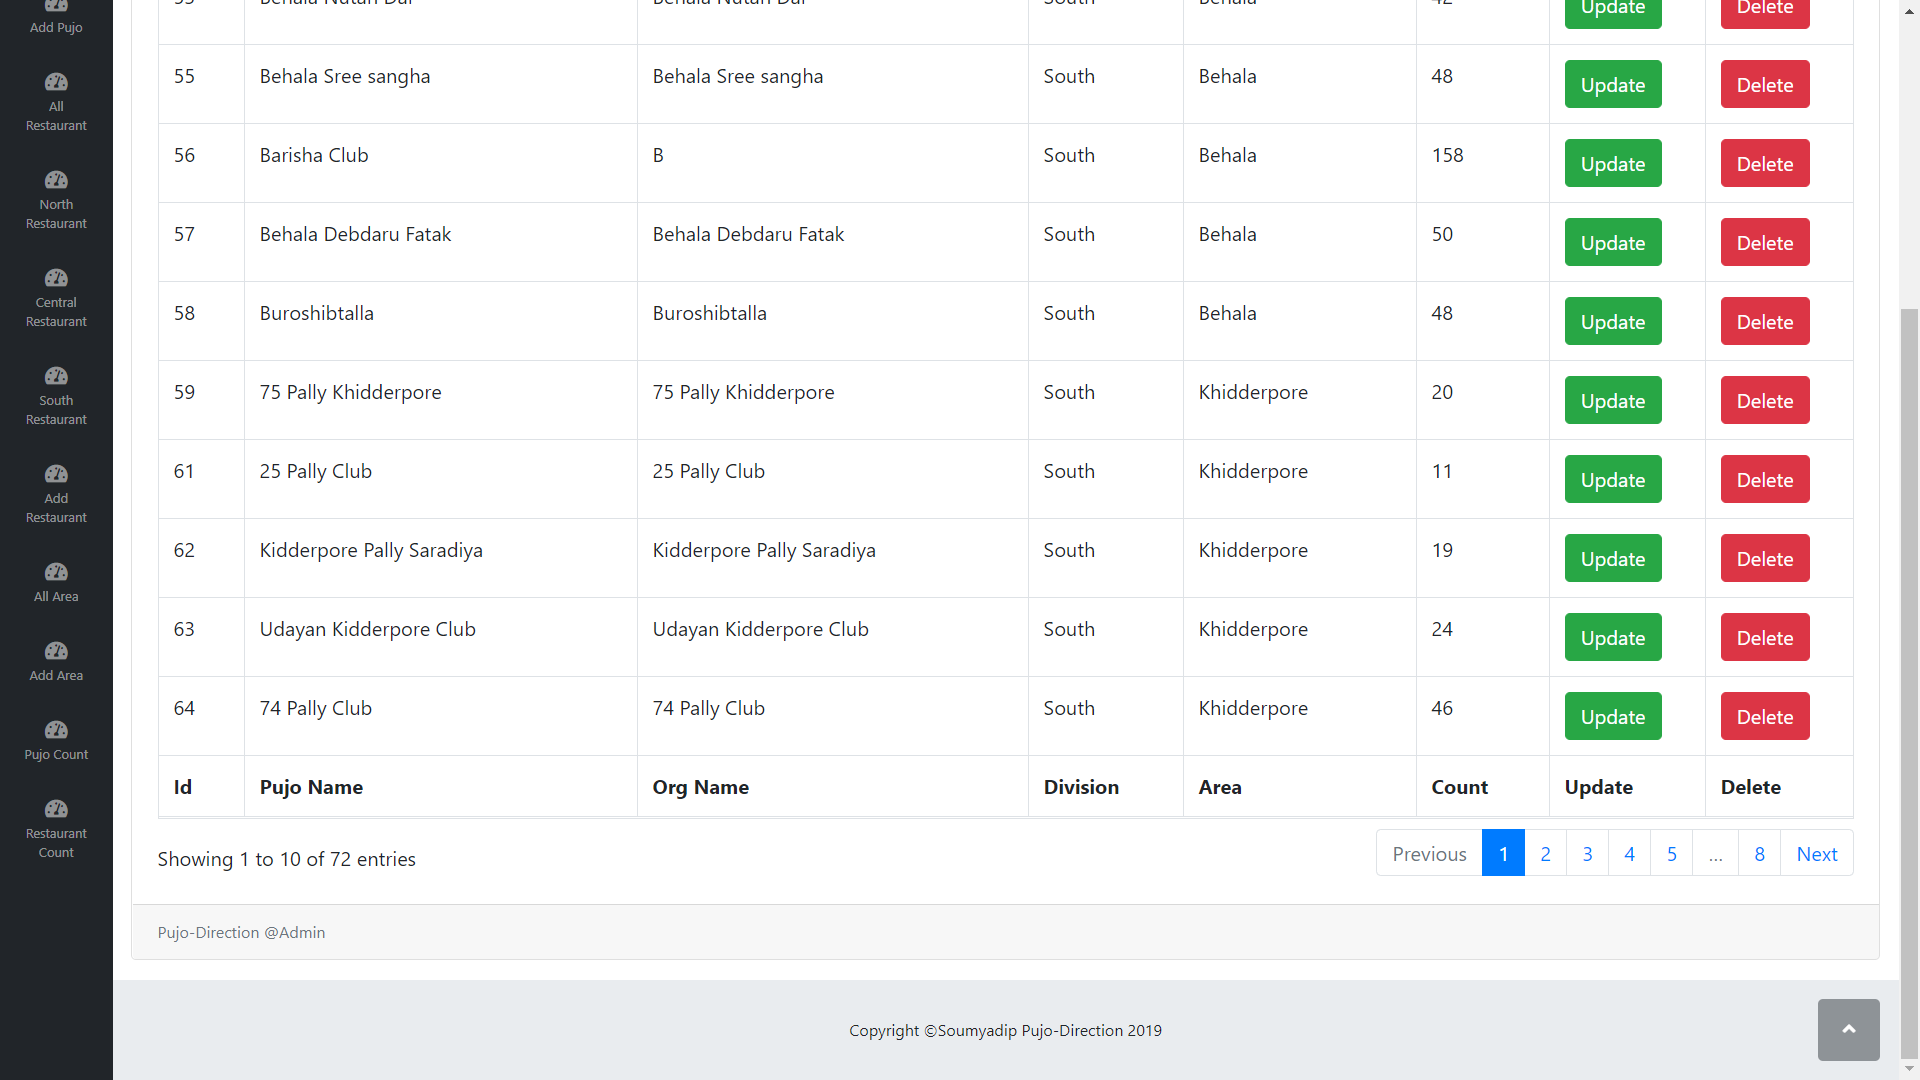 Add Pujo
All
Restaurant
North
Restaurant
Central
Restaurant
South
Restaurant
Add
Restaurant
All Area
Add Area
Pujo Count
Restaurant
Count
Update Delete
55 Behala Sree sangha Behala Sree sangha South Behala 48 Update Delete
56 Barisha Club B South Behala 158 Update Delete
57 Behala Debdaru Fatak Behala Debdaru Fatak South Behala 50 Update Delete
58 Buroshibtalla Buroshibtalla South Behala 48 Update Delete
59 75 Pally Khidderpore 75 Pally Khidderpore South Khidderpore 20 Update Delete
61 25 Pally Club 25 Pally Club South Khidderpore 11 Update Delete
62 Kidderpore Pally Saradiya Kidderpore Pally Saradiya South Khidderpore 19 Update Delete
63 Udayan Kidderpore Club Udayan Kidderpore Club South Khidderpore 24 Update Delete
64 74 Pally Club 74 Pally Club South Khidderpore 46 Update Delete
Id Pujo Name Org Name Division Area Count Update Delete
Showing 1 to 10 of 72 entries
Previous 1 2 3 4 5 … 8 Next
Pujo-Direction @Admin
Copyright ©Soumyadip Pujo-Direction 2019